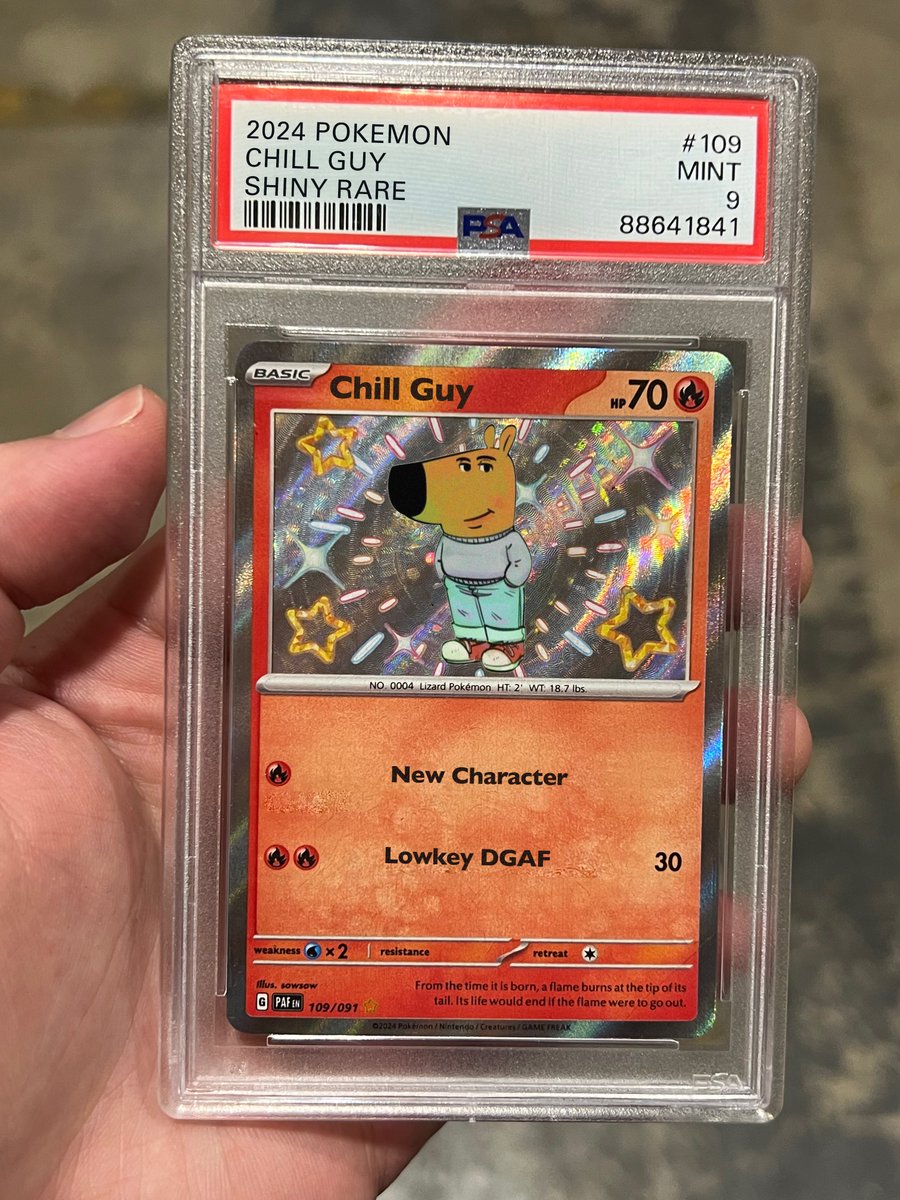 2024 POKEMON #109
CHILL GUY MINT
SHINY RARE 9
PSA 88641841
BASIC Chill Guy HP 70
NO. 0004 Lizard Pokémon HT: 2' WT: 18.7 lbs.
New Character
Lowkey DGAF 30
weakness ×2 resistance retreat
Illus. sowsow
From the time it is born, a flame burns at the tip of its
tail. Its life would end if the flame were to go out.
G PAF EN 109/091
©2024 Pokémon / Nintendo / Creatures / GAME FREAK
PSA